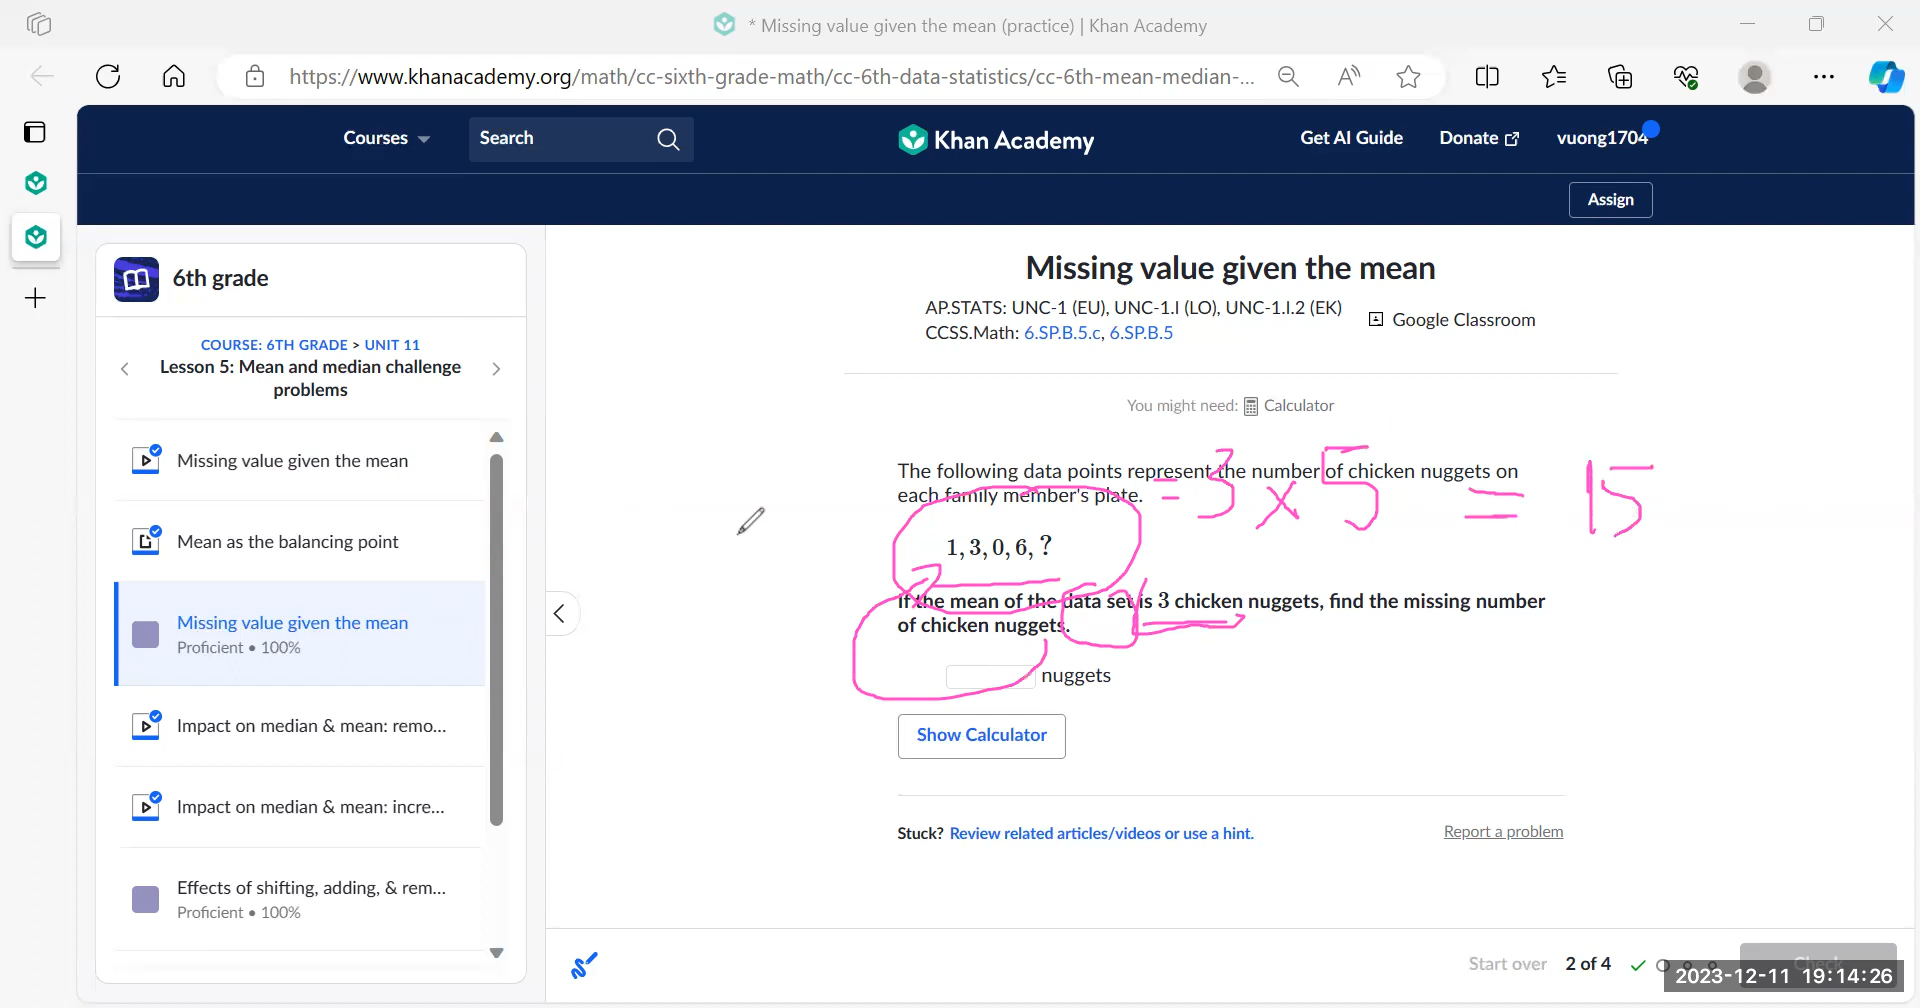 * Missing value given the mean (practice) | Khan Academy
https://www.khanacademy.org/math/cc-sixth-grade-math/cc-6th-data-statistics/cc-6th-mean-median-...
Courses
Search
Khan Academy
Get AI Guide
Donate
vuong1704
Assign
6th grade
COURSE: 6TH GRADE > UNIT 11
Lesson 5: Mean and median challenge
problems
Missing value given the mean
Mean as the balancing point
Missing value given the mean
Proficient • 100%
Impact on median & mean: remo...
Impact on median & mean: incre...
Effects of shifting, adding, & rem...
Proficient • 100%
Missing value given the mean
AP.STATS: UNC-1 (EU), UNC-1.I (LO), UNC-1.I.2 (EK)
CCSS.Math: 6.SP.B.5.c, 6.SP.B.5
Google Classroom
You might need: Calculator
The following data points represent the number of chicken nuggets on
each family member's plate.
= 3 x 5 = 15
1, 3, 0, 6, ?
If the mean of the data set is 3 chicken nuggets, find the missing number
of chicken nuggets.
nuggets
Show Calculator
Stuck? Review related articles/videos or use a hint.
Report a problem
Start over
2 of 4
Check
2023-12-11 19:14:26